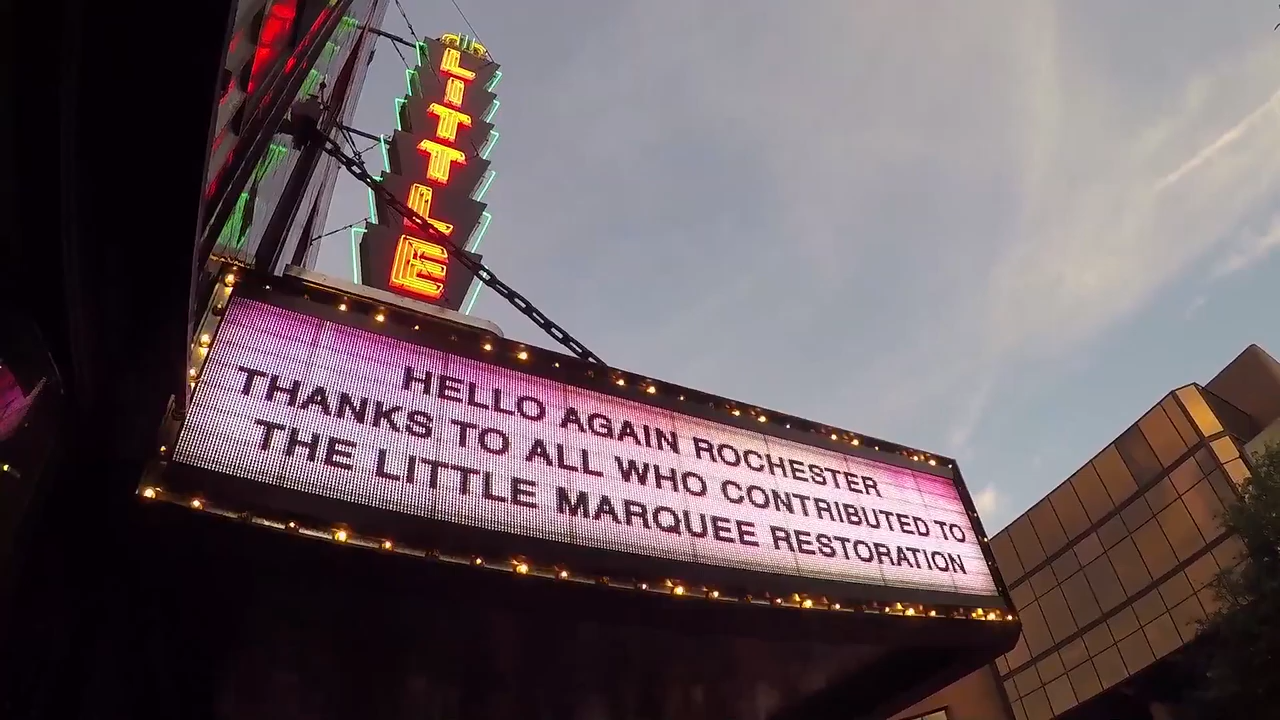 LITTLE
HELLO AGAIN ROCHESTER
THANKS TO ALL WHO CONTRIBUTED TO
THE LITTLE MARQUEE RESTORATION